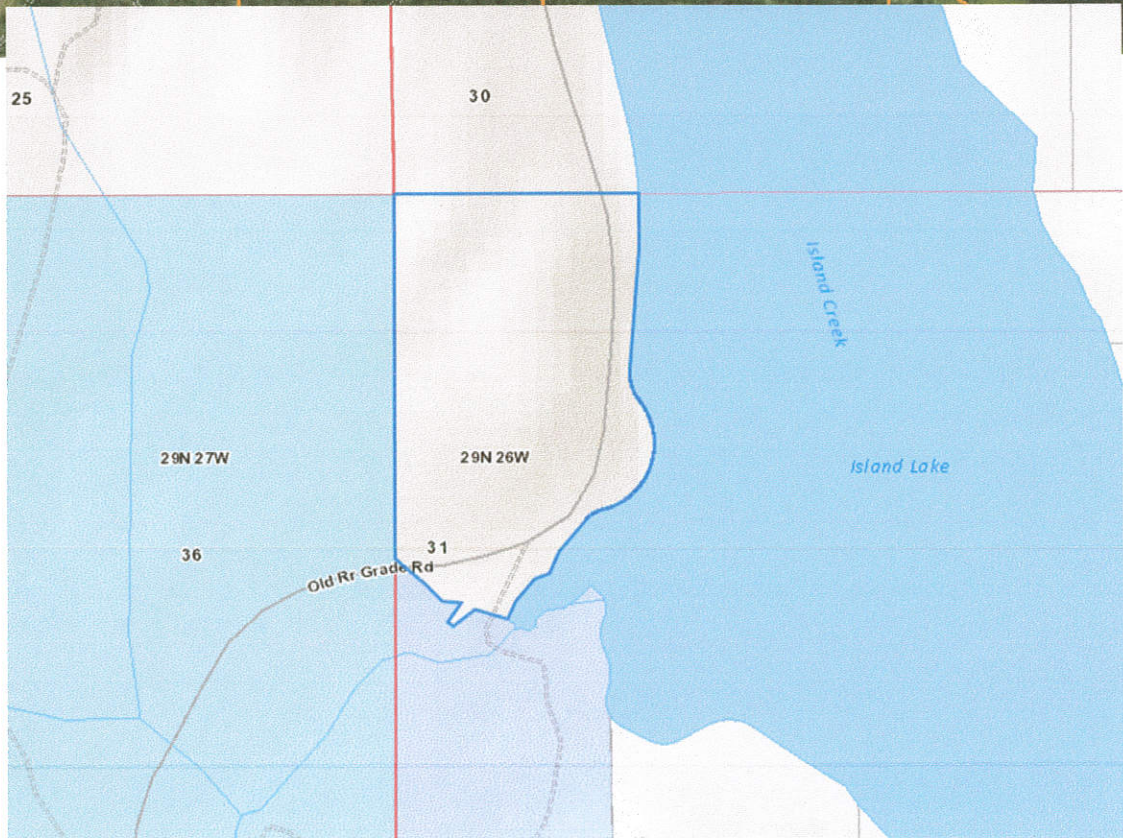 25
30
Island Creek
29N 27W
29N 26W
Island Lake
36
31
Old Rr Grade Rd